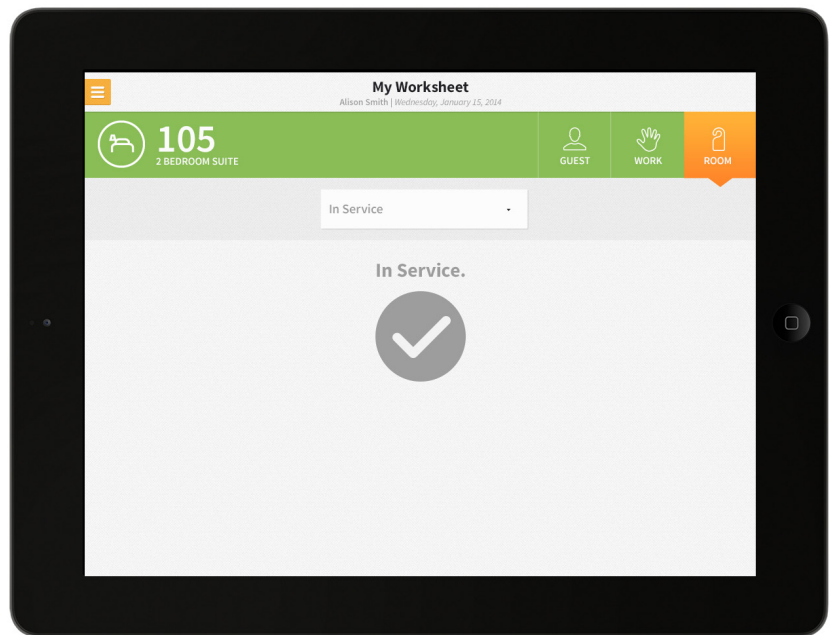 My Worksheet
Alison Smith | Wednesday, January 15, 2014
105
2 BEDROOM SUITE
GUEST
WORK
ROOM
In Service
In Service.